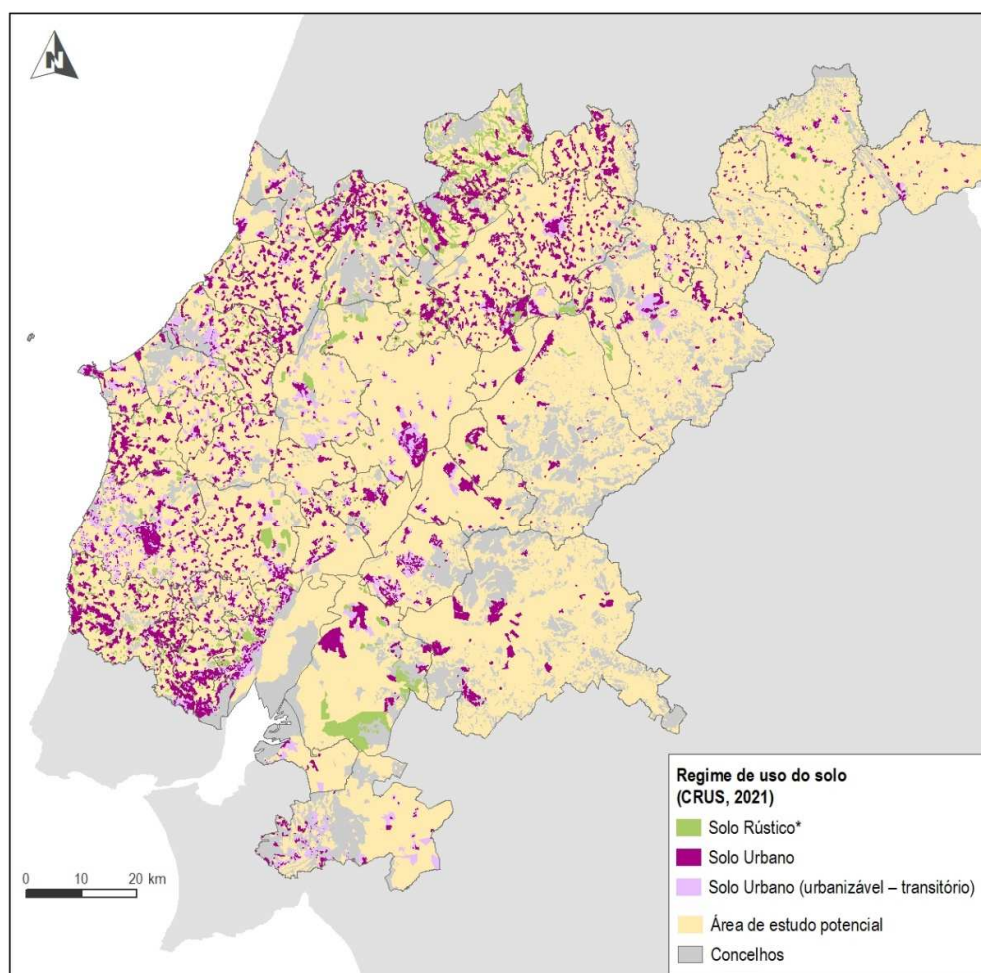 N
Regime de uso do solo
(CRUS, 2021)
Solo Rústico*
Solo Urbano
Solo Urbano (urbanizável – transitório)
Área de estudo potencial
Concelhos
0 10 20 km